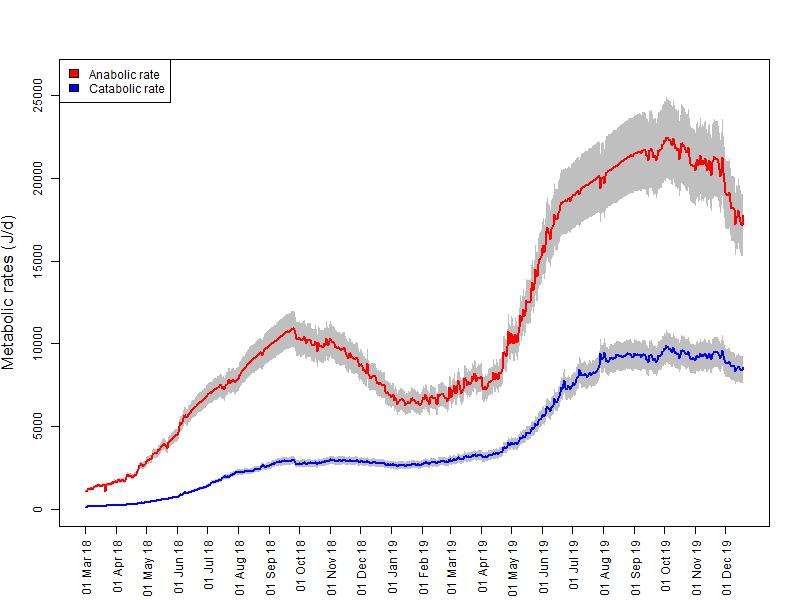 Anabolic rate
Catabolic rate
Metabolic rates (J/d)
25000
20000
15000
10000
5000
0
01 Mar 18
01 Apr 18
01 May 18
01 Jun 18
01 Jul 18
01 Aug 18
01 Sep 18
01 Oct 18
01 Nov 18
01 Dec 18
01 Jan 19
01 Feb 19
01 Mar 19
01 Apr 19
01 May 19
01 Jun 19
01 Jul 19
01 Aug 19
01 Sep 19
01 Oct 19
01 Nov 19
01 Dec 19